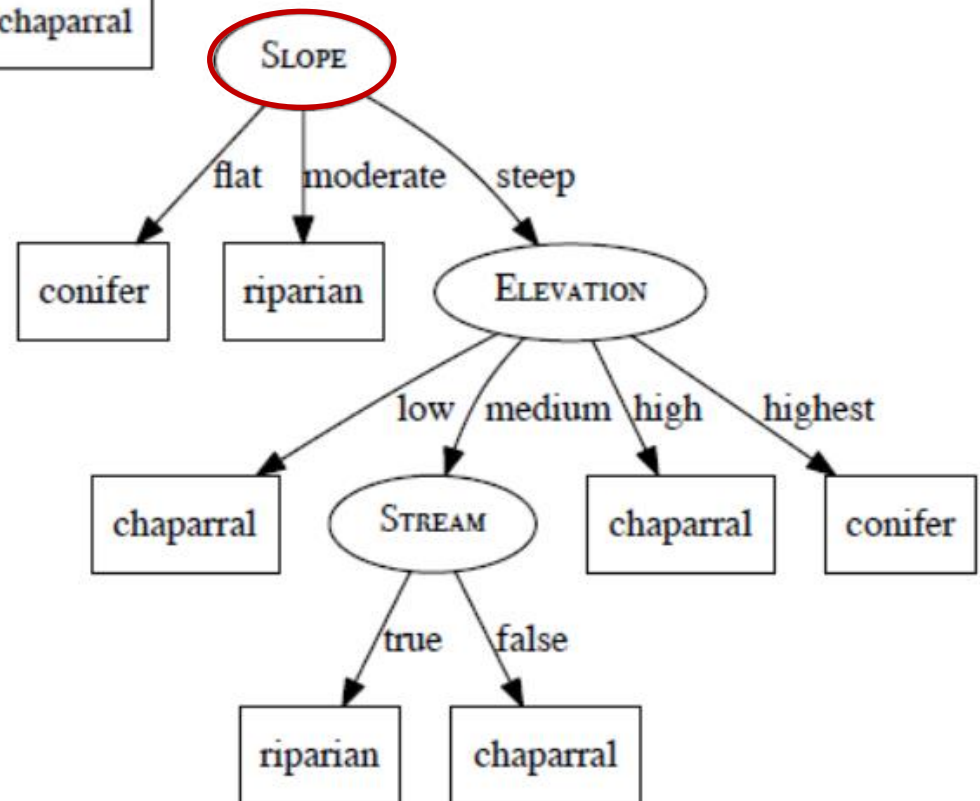 chaparral
SLOPE
flat moderate steep
conifer riparian ELEVATION
low medium high highest
chaparral STREAM chaparral conifer
true false
riparian chaparral